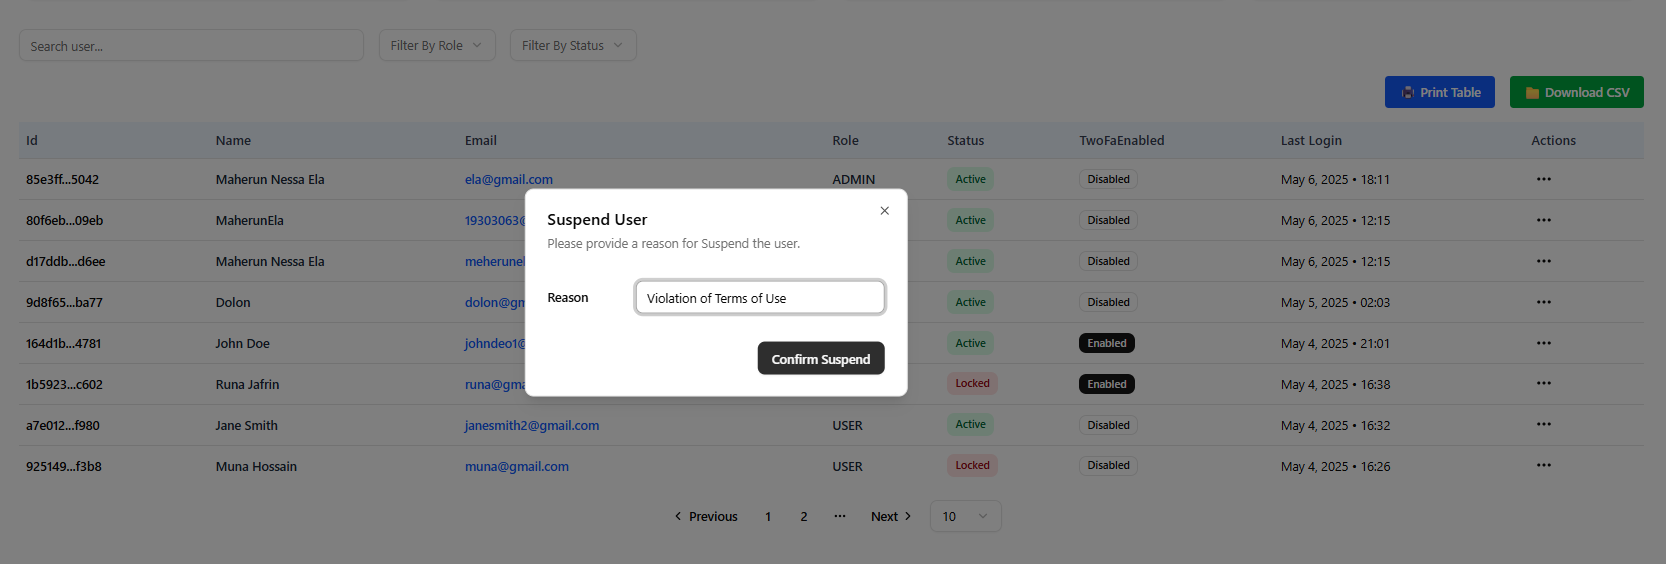 Search user...
Filter By Role
Filter By Status
Print Table
Download CSV
Id Name Email Role Status TwoFaEnabled Last Login Actions
85e3ff...5042 Maherun Nessa Ela ela@gmail.com ADMIN Active Disabled May 6, 2025 • 18:11 •••
80f6eb...09eb MaherunEla 19303063 Active Disabled May 6, 2025 • 12:15 •••
d17ddb...d6ee Maherun Nessa Ela meherune Active Disabled May 6, 2025 • 12:15 •••
9d8f65...ba77 Dolon dolon@gm Active Disabled May 5, 2025 • 02:03 •••
164d1b...4781 John Doe johndeo1@ Active Enabled May 4, 2025 • 21:01 •••
1b5923...c602 Runa Jafrin runa@gma Locked Enabled May 4, 2025 • 16:38 •••
a7e012...f980 Jane Smith janesmith2@gmail.com USER Active Disabled May 4, 2025 • 16:32 •••
925149...f3b8 Muna Hossain muna@gmail.com USER Locked Disabled May 4, 2025 • 16:26 •••
Suspend User
Please provide a reason for Suspend the user.
Reason Violation of Terms of Use
Confirm Suspend
Previous 1 2 ••• Next 10